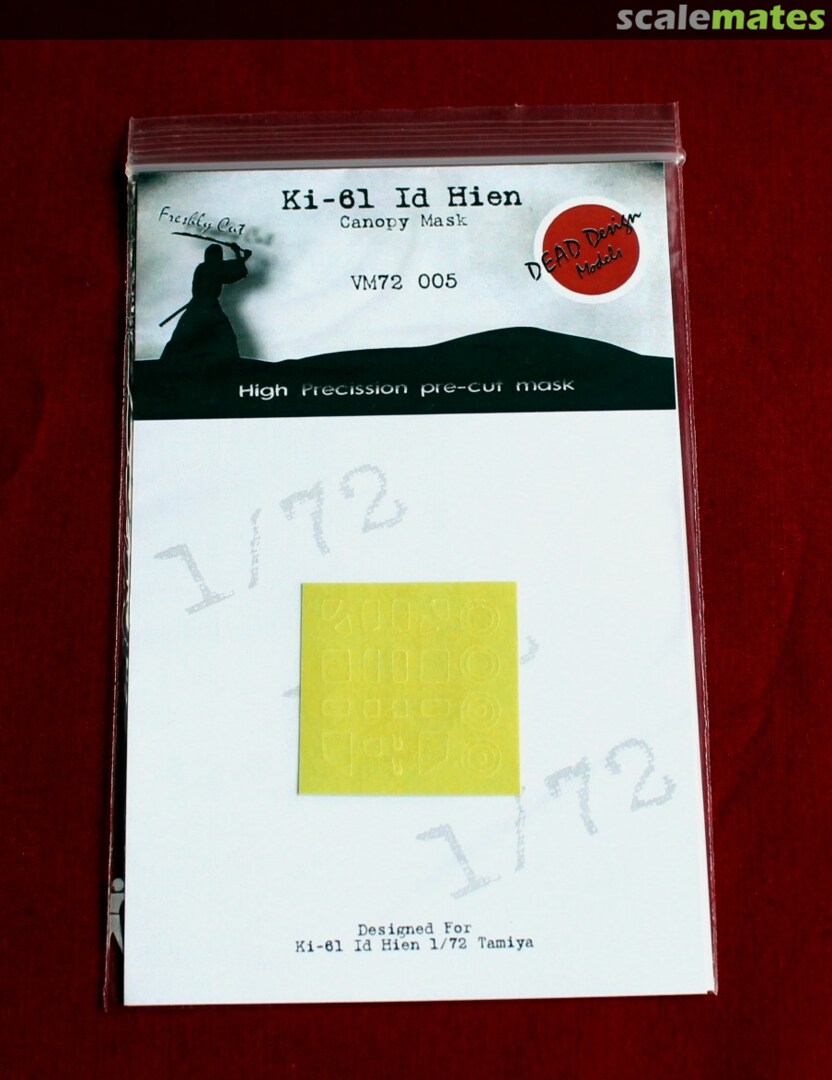 scalemates
Ki-61 Id Hien
Canopy Mask
Freshly Cut
DEAD Design
Models
VM72 005
High Precission pre-cut mask
1/72
1/72
Designed For
Ki-61 Id Hien 1/72 Tamiya